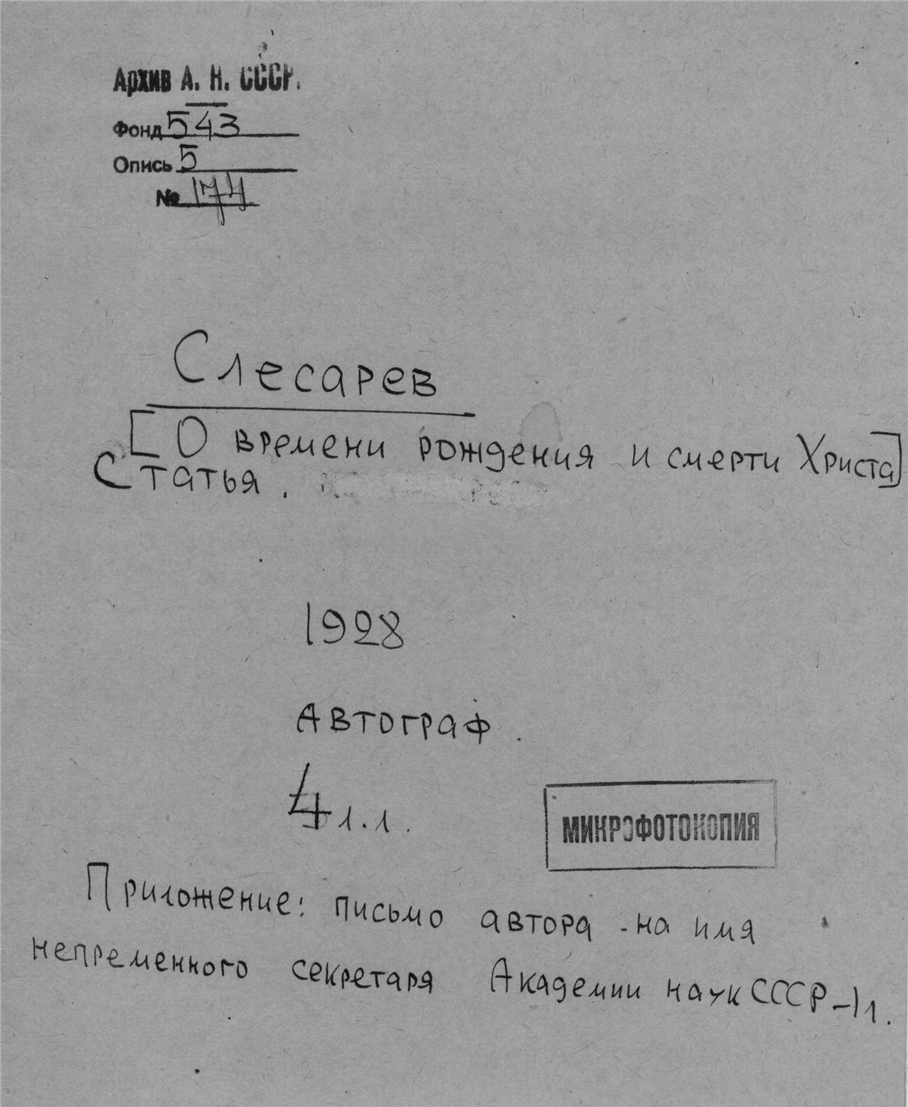 Архив А. Н. СССР.
Фонд 543
Опись 5
№ 174
Слесарев
[О времени рождения и смерти Христа]
Статья.
1928
Автограф.
4 л.л.
МИКРОФОТОКОПИЯ
Приложение: письмо автора на имя
непременного секретаря Академии наук СССР – 1 л.